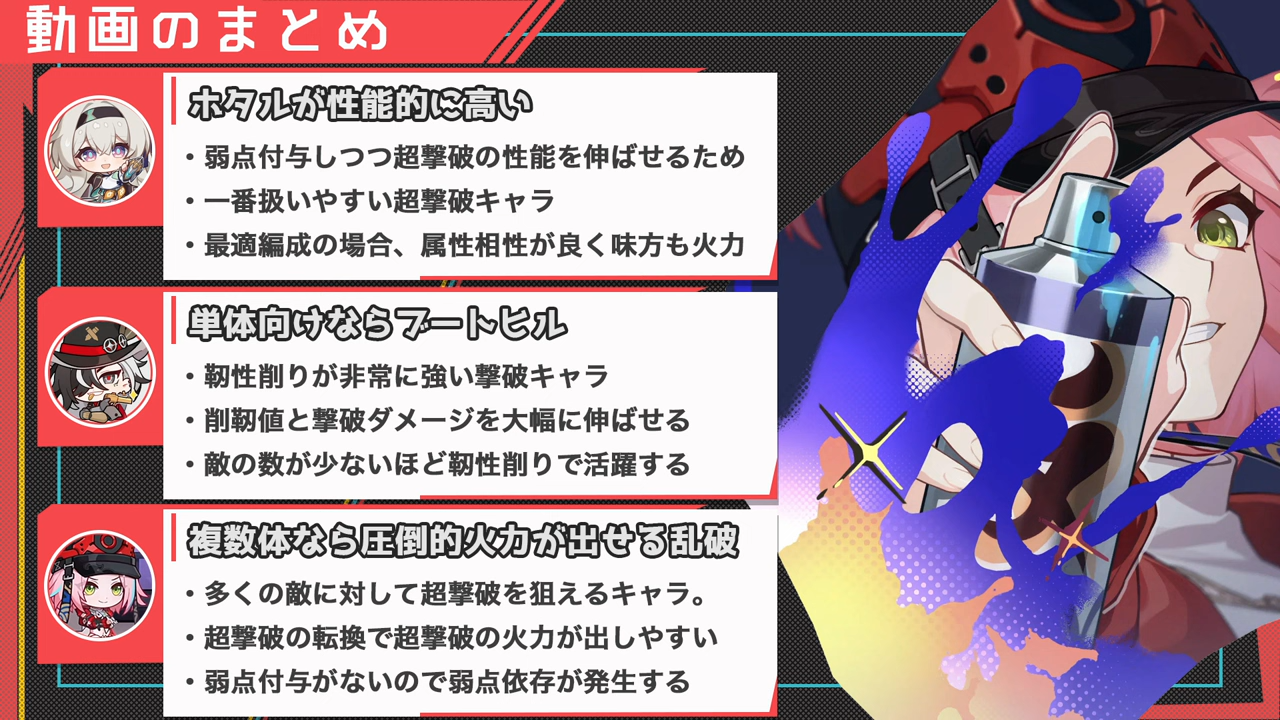 動画のまとめ
ホタルが性能的に高い
・弱点付与しつつ超撃破の性能を伸ばせるため
・一番扱いやすい超撃破キャラ
・最適編成の場合、属性相性が良く味方も火力
単体向けならブートヒル
・靭性削りが非常に強い撃破キャラ
・削靭値と撃破ダメージを大幅に伸ばせる
・敵の数が少ないほど靭性削りで活躍する
複数体なら圧倒的火力が出せる乱破
・多くの敵に対して超撃破を狙えるキャラ。
・超撃破の転換で超撃破の火力が出しやすい
・弱点付与がないので弱点依存が発生する